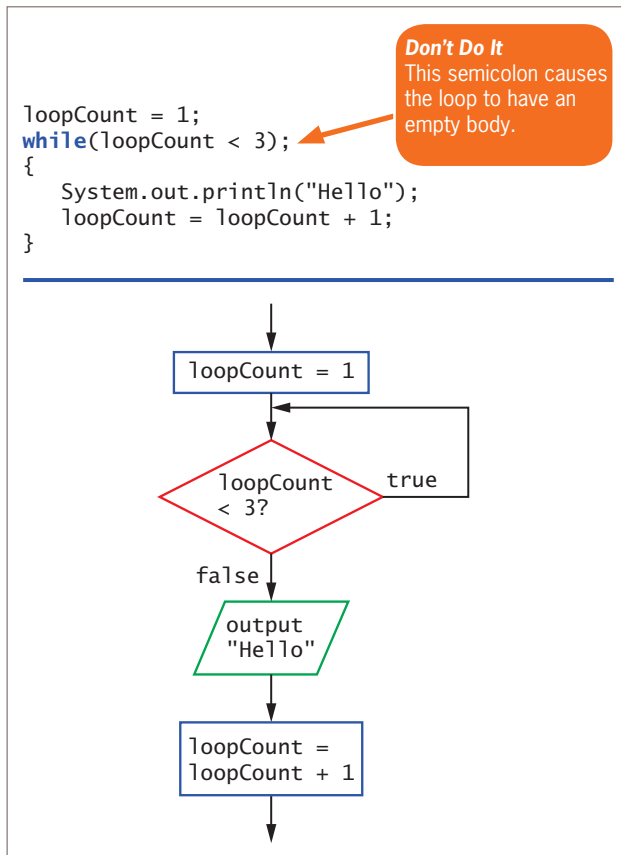 Don't Do It
This semicolon causes
the loop to have an
empty body.
loopCount = 1;
while(loopCount < 3);
{
   System.out.println("Hello");
   loopCount = loopCount + 1;
}
loopCount = 1
loopCount
< 3?
true
false
output
"Hello"
loopCount =
loopCount + 1